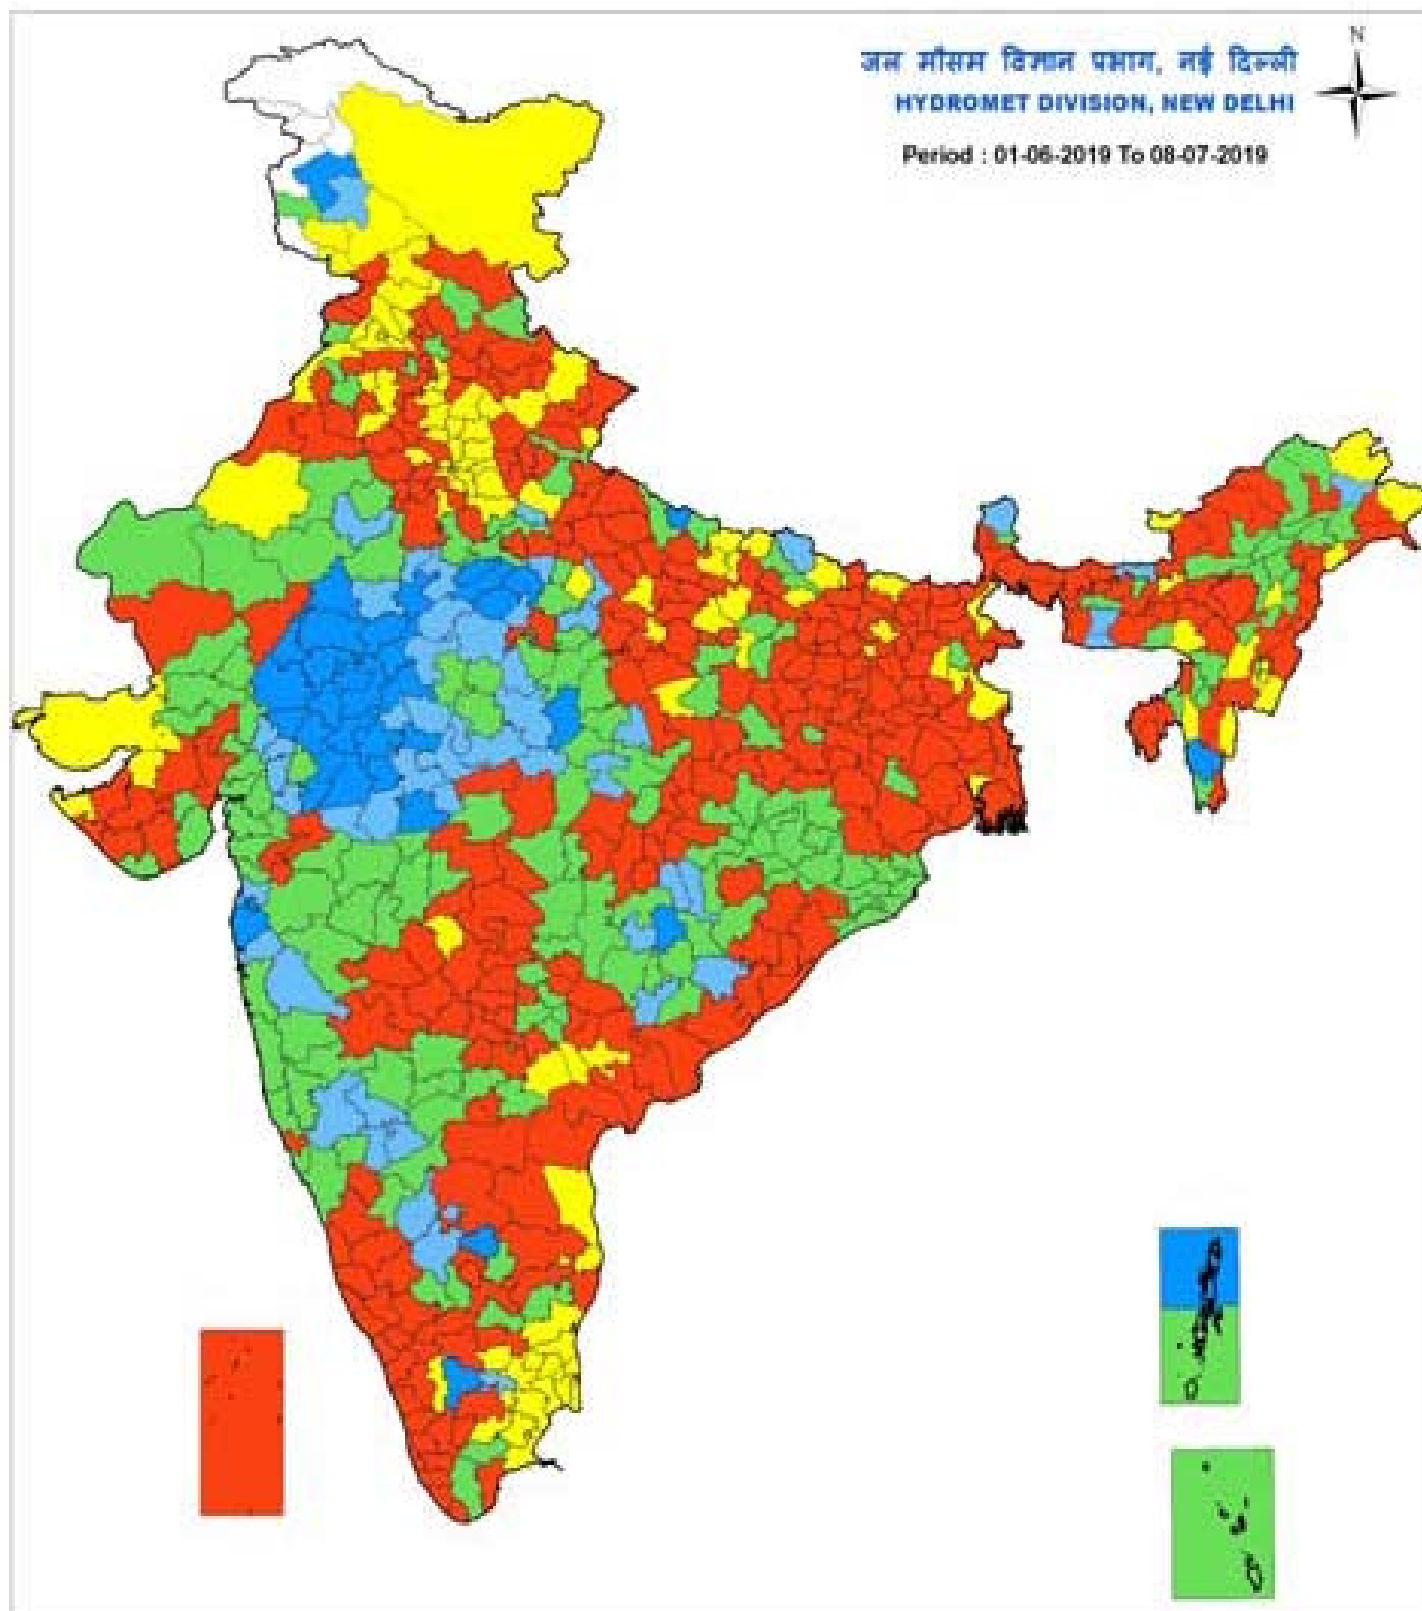 N
जल मौसम विज्ञान प्रभाग, नई दिल्ली
HYDROMET DIVISION, NEW DELHI
Period : 01-06-2019 To 08-07-2019